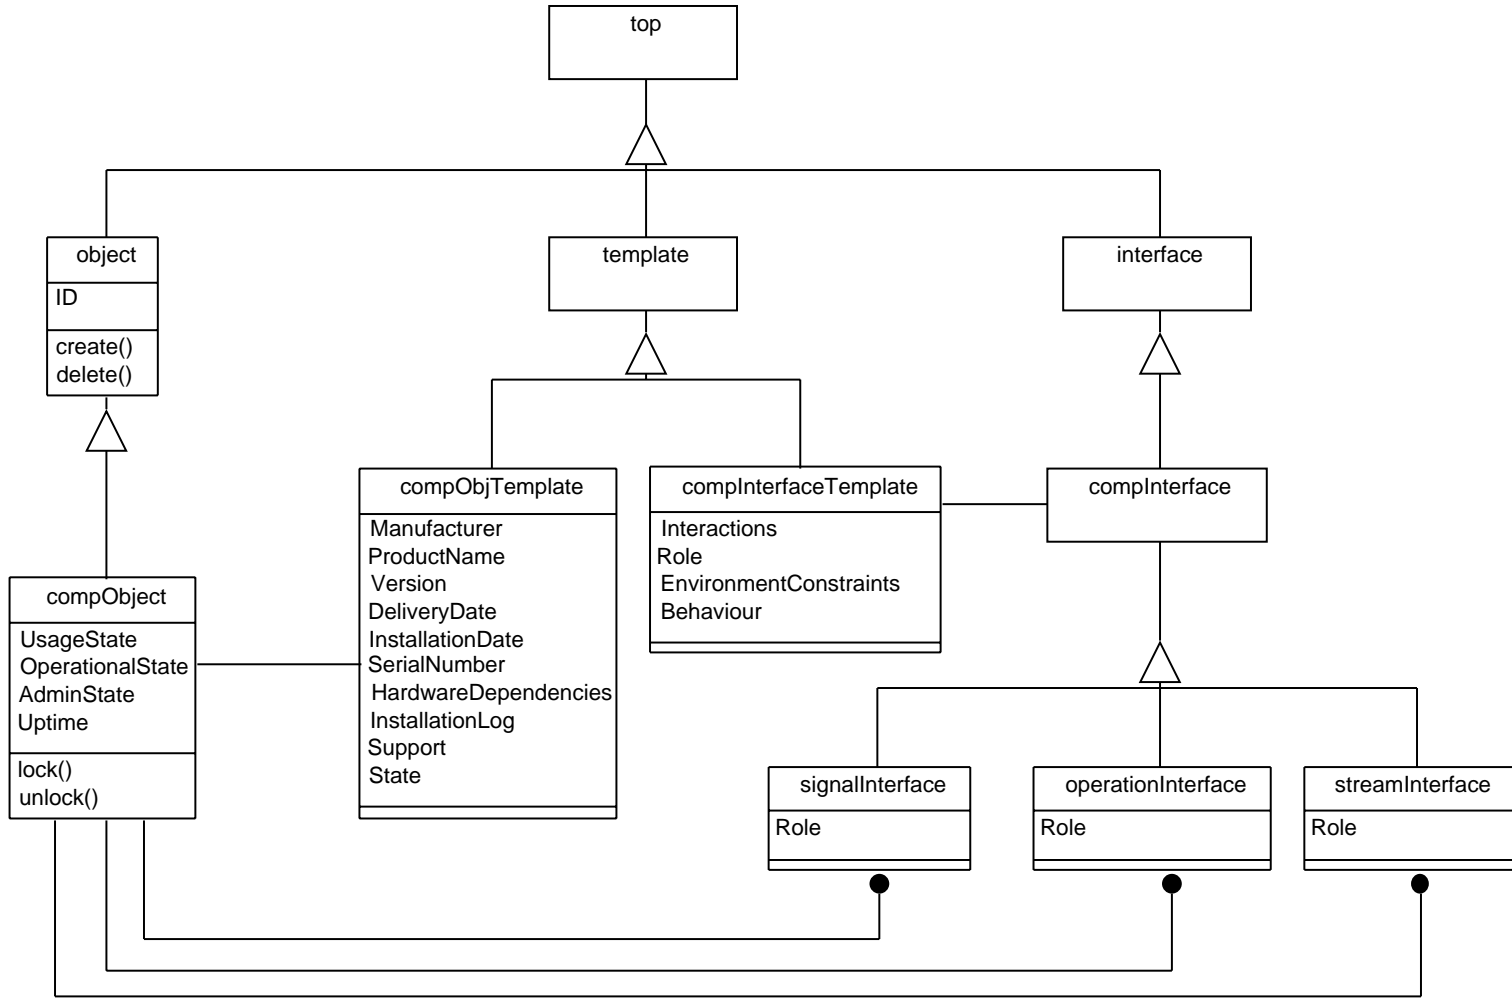 top
object
ID
create()
delete()
template
interface
compObjTemplate
Manufacturer
ProductName
Version
DeliveryDate
InstallationDate
SerialNumber
HardwareDependencies
InstallationLog
Support
State
compInterfaceTemplate
Interactions
Role
EnvironmentConstraints
Behaviour
compInterface
compObject
UsageState
OperationalState
AdminState
Uptime
lock()
unlock()
signalInterface
Role
operationInterface
Role
streamInterface
Role